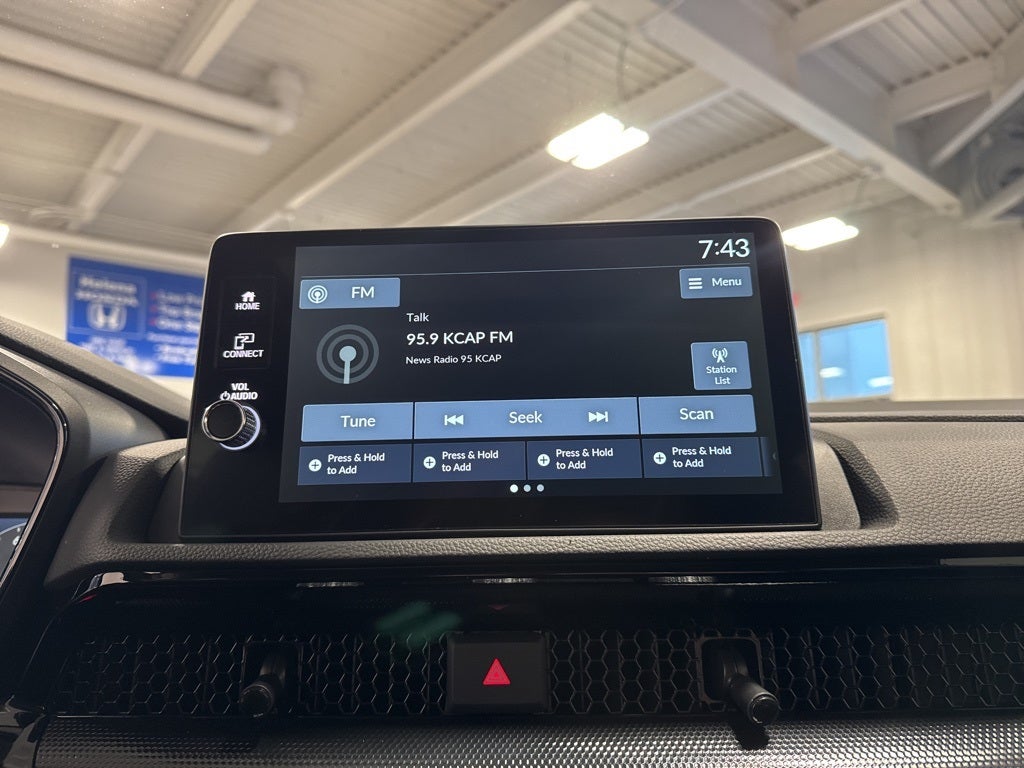 7:43
FM
Menu
Talk
95.9 KCAP FM
News Radio 95 KCAP
Station
List
Tune
Seek
Scan
Press & Hold
to Add
Press & Hold
to Add
Press & Hold
to Add
Press & Hold
to Add
HOME
CONNECT
VOL
AUDIO
Helena
HONDA